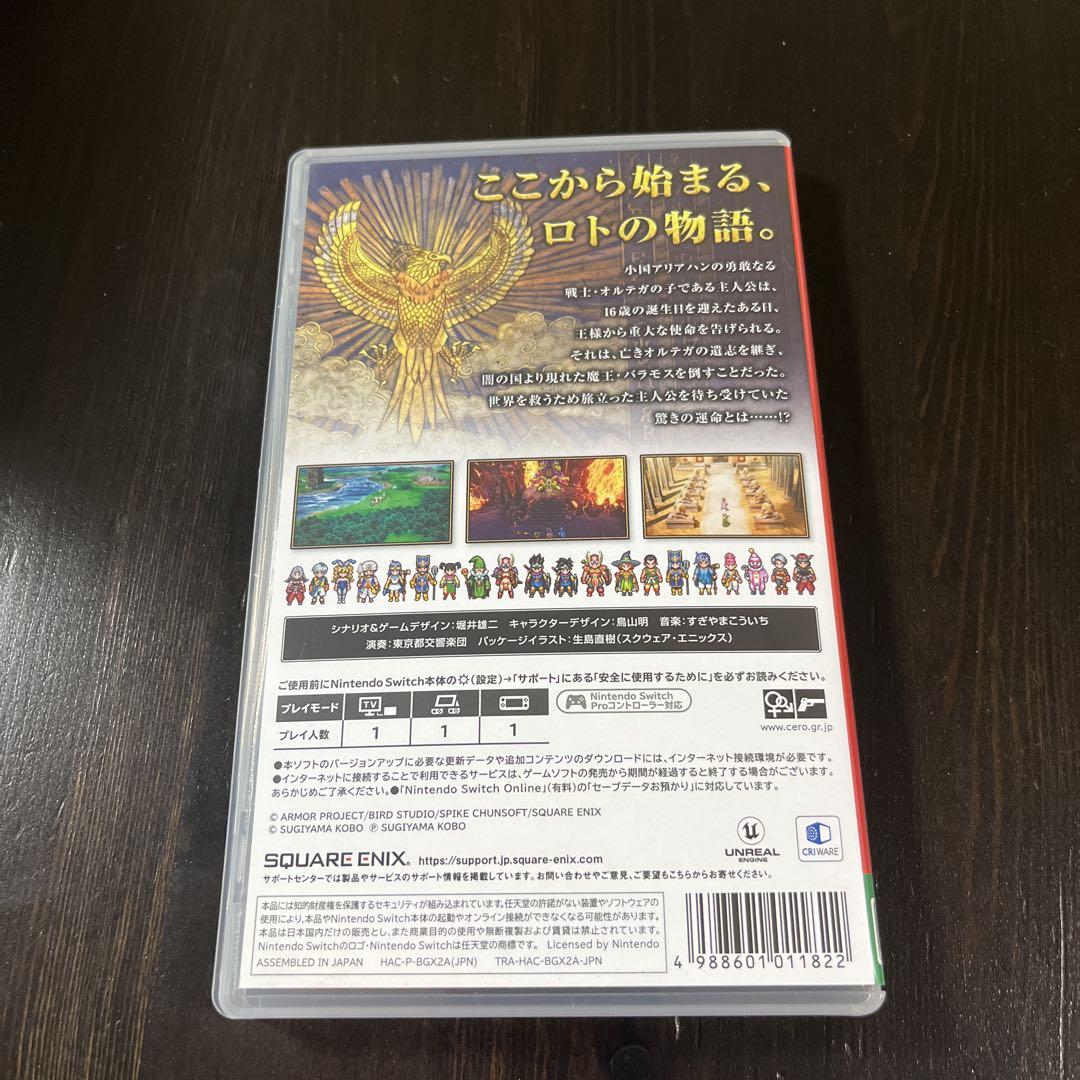 ここから始まる、
ロトの物語。
小国アリアハンの勇敢なる
戦士・オルテガの子である主人公は、
16歳の誕生日を迎えたある日、
王様から重大な使命を告げられる。
それは、亡きオルテガの遺志を継ぎ、
闇の国より現れた魔王・バラモスを倒すことだった。
世界を救うため旅立った主人公を待ち受けていた
驚きの運命とは……!?
シナリオ&ゲームデザイン:堀井雄二 キャラクターデザイン:鳥山明 音楽:すぎやまこういち
演奏:東京都交響楽団 パッケージイラスト:生島直樹(スクウェア・エニックス)
ご使用前にNintendo Switch本体の(設定)→「サポート」にある「安全に使用するために」を必ずお読みください。
プレイモード TV
Nintendo Switch
Proコントローラー対応
プレイ人数 1 1 1
www.cero.gr.jp
●本ソフトのバージョンアップに必要な更新データや追加コンテンツのダウンロードには、インターネット接続環境が必要です。
●インターネットに接続することで利用できるサービスは、ゲームソフトの発売から期間が経過すると終了する場合がございます。
あらかじめご了承ください。●「Nintendo Switch Online」(有料)の「セーブデータお預かり」に対応しています。
© ARMOR PROJECT/BIRD STUDIO/SPIKE CHUNSOFT/SQUARE ENIX
© SUGIYAMA KOBO ℗ SUGIYAMA KOBO
UNREAL
ENGINE
CRIWARE
SQUARE ENIX. https://support.jp.square-enix.com
サポートセンターでは製品やサービスのサポート情報を掲載しています。お問い合わせやご意見、ご要望もこちらからお寄せください。
本品には知的財産権を保護するセキュリティが組み込まれています。任天堂の許諾がない装置やソフトウェアの
使用により、本品やNintendo Switch本体の起動やオンライン接続ができなくなる可能性があります。
本品は日本国内だけの販売とし、また商業目的の使用や無断複製および賃貸は禁止されています。
Nintendo Switchのロゴ・Nintendo Switchは任天堂の商標です。 Licensed by Nintendo
ASSEMBLED IN JAPAN HAC-P-BGX2A(JPN) TRA-HAC-BGX2A-JPN
4 988601 011822